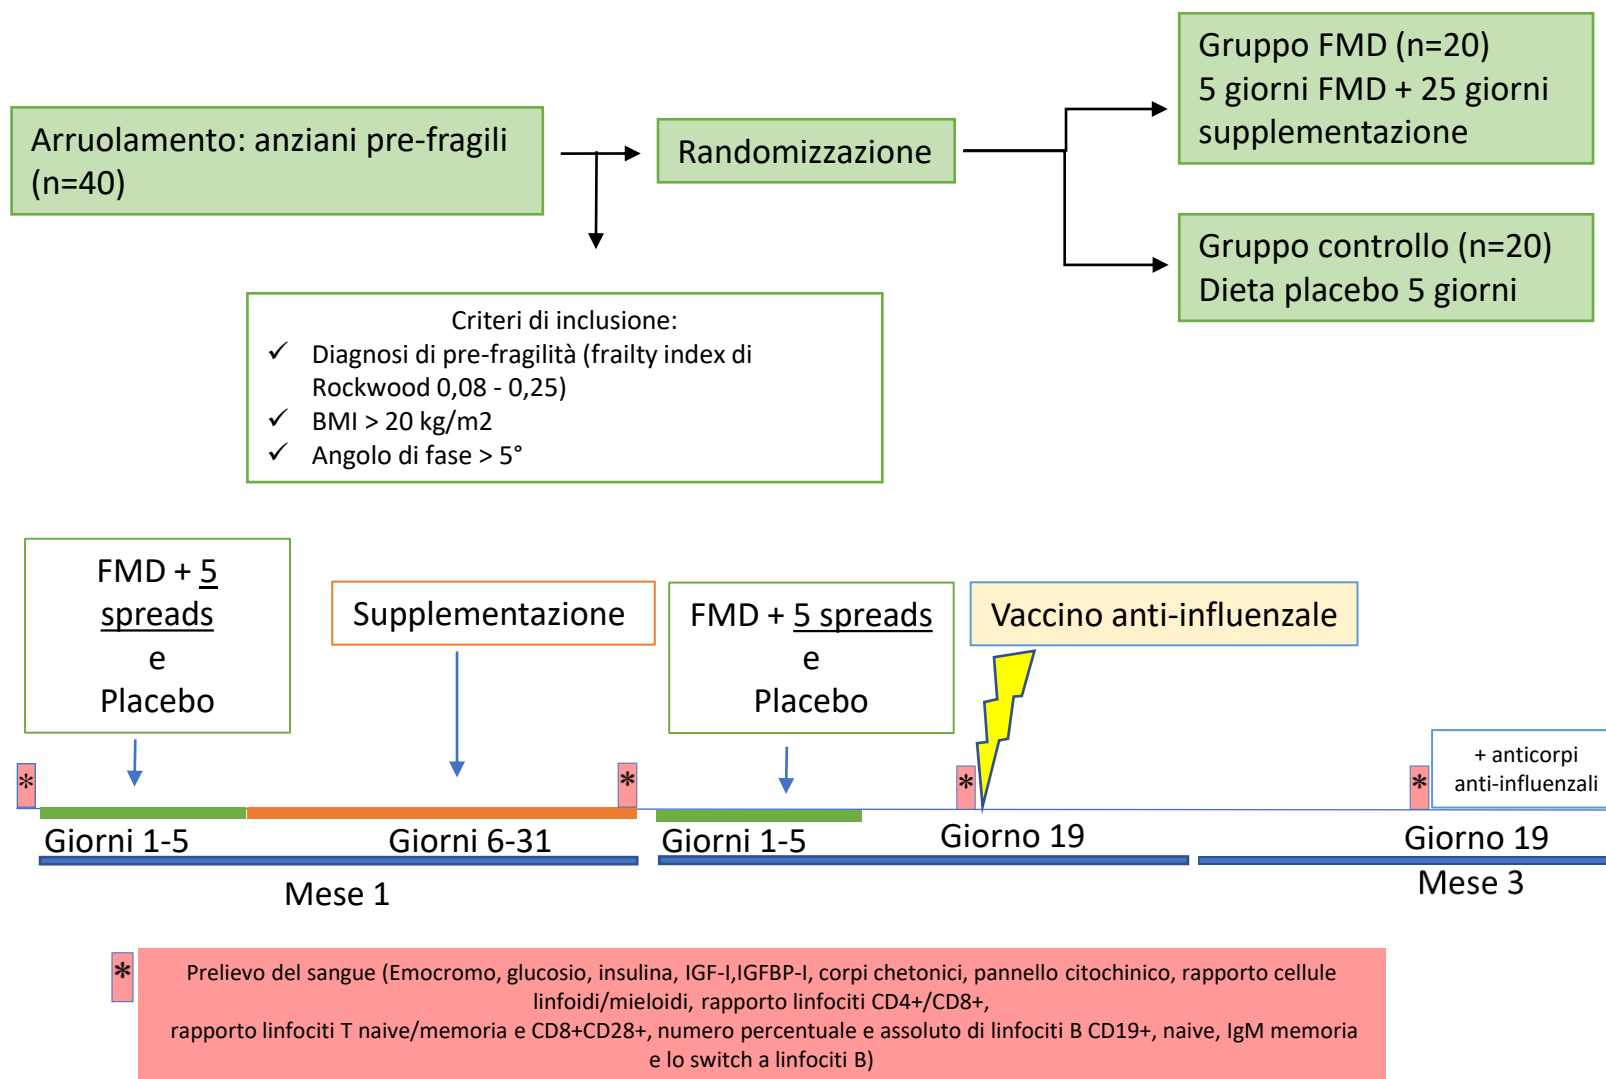 Gruppo FMD (n=20)
5 giorni FMD + 25 giorni
supplementazione
Arruolamento: anziani pre-fragili
(n=40)
Randomizzazione
Gruppo controllo (n=20)
Dieta placebo 5 giorni
Criteri di inclusione:
✓ Diagnosi di pre-fragilità (frailty index di
Rockwood 0,08 - 0,25)
✓ BMI > 20 kg/m2
✓ Angolo di fase > 5°
FMD + 5
spreads
e
Placebo
Supplementazione
FMD + 5 spreads
e
Placebo
Vaccino anti-influenzale
+ anticorpi
anti-influenzali
*
*
*
*
Giorni 1-5
Giorni 6-31
Giorni 1-5
Giorno 19
Giorno 19
Mese 1
Mese 3
*
Prelievo del sangue (Emocromo, glucosio, insulina, IGF-I,IGFBP-I, corpi chetonici, pannello citochinico, rapporto cellule
linfoidi/mieloidi, rapporto linfociti CD4+/CD8+,
rapporto linfociti T naive/memoria e CD8+CD28+, numero percentuale e assoluto di linfociti B CD19+, naive, IgM memoria
e lo switch a linfociti B)